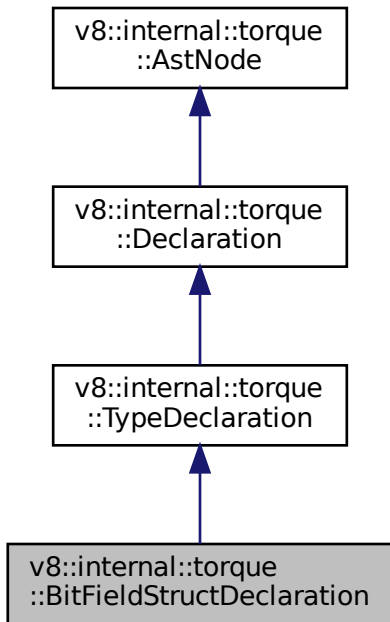 v8::internal::torque
::AstNode
v8::internal::torque
::Declaration
v8::internal::torque
::TypeDeclaration
v8::internal::torque
::BitFieldStructDeclaration